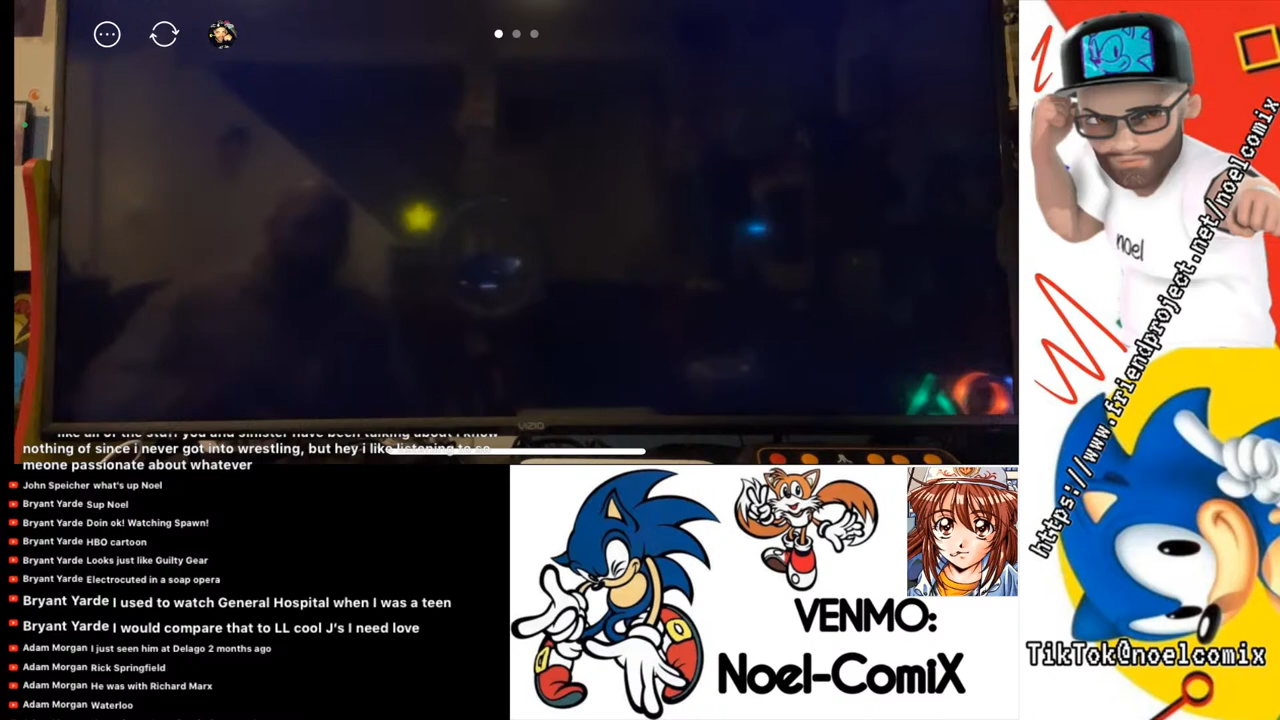 VIZIO
nothing of since i never got into wrestling, but hey i like listening to so
meone passionate about whatever
John Speicher what's up Noel
Bryant Yarde Sup Noel
Bryant Yarde Doin ok! Watching Spawn!
Bryant Yarde HBO cartoon
Bryant Yarde Looks just like Guilty Gear
Bryant Yarde Electrocuted in a soap opera
Bryant Yarde I used to watch General Hospital when I was a teen
Bryant Yarde I would compare that to LL cool J's I need love
Adam Morgan I just seen him at Delago 2 months ago
Adam Morgan Rick Springfield
Adam Morgan He was with Richard Marx
Adam Morgan Waterloo
VENMO:
Noel-ComiX
noel
https://www.friendproject.net/noelcomix
TikTok@noelcomix